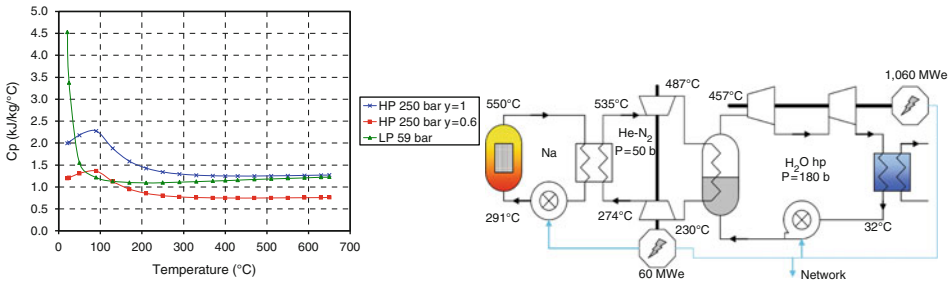 5.0
4.5
4.0
3.5
3.0
2.5
2.0
1.5
1.0
0.5
0.0
Cp (kJ/kg/°C)
0 100 200 300 400 500 600 700
Temperature (°C)
HP 250 bar y=1
HP 250 bar y=0.6
LP 59 bar
550°C
Na
291°C
535°C
487°C
He-N₂
P=50 b
274°C
230°C
60 MWe
457°C
1,060 MWe
H₂O hp
P=180 b
32°C
Network